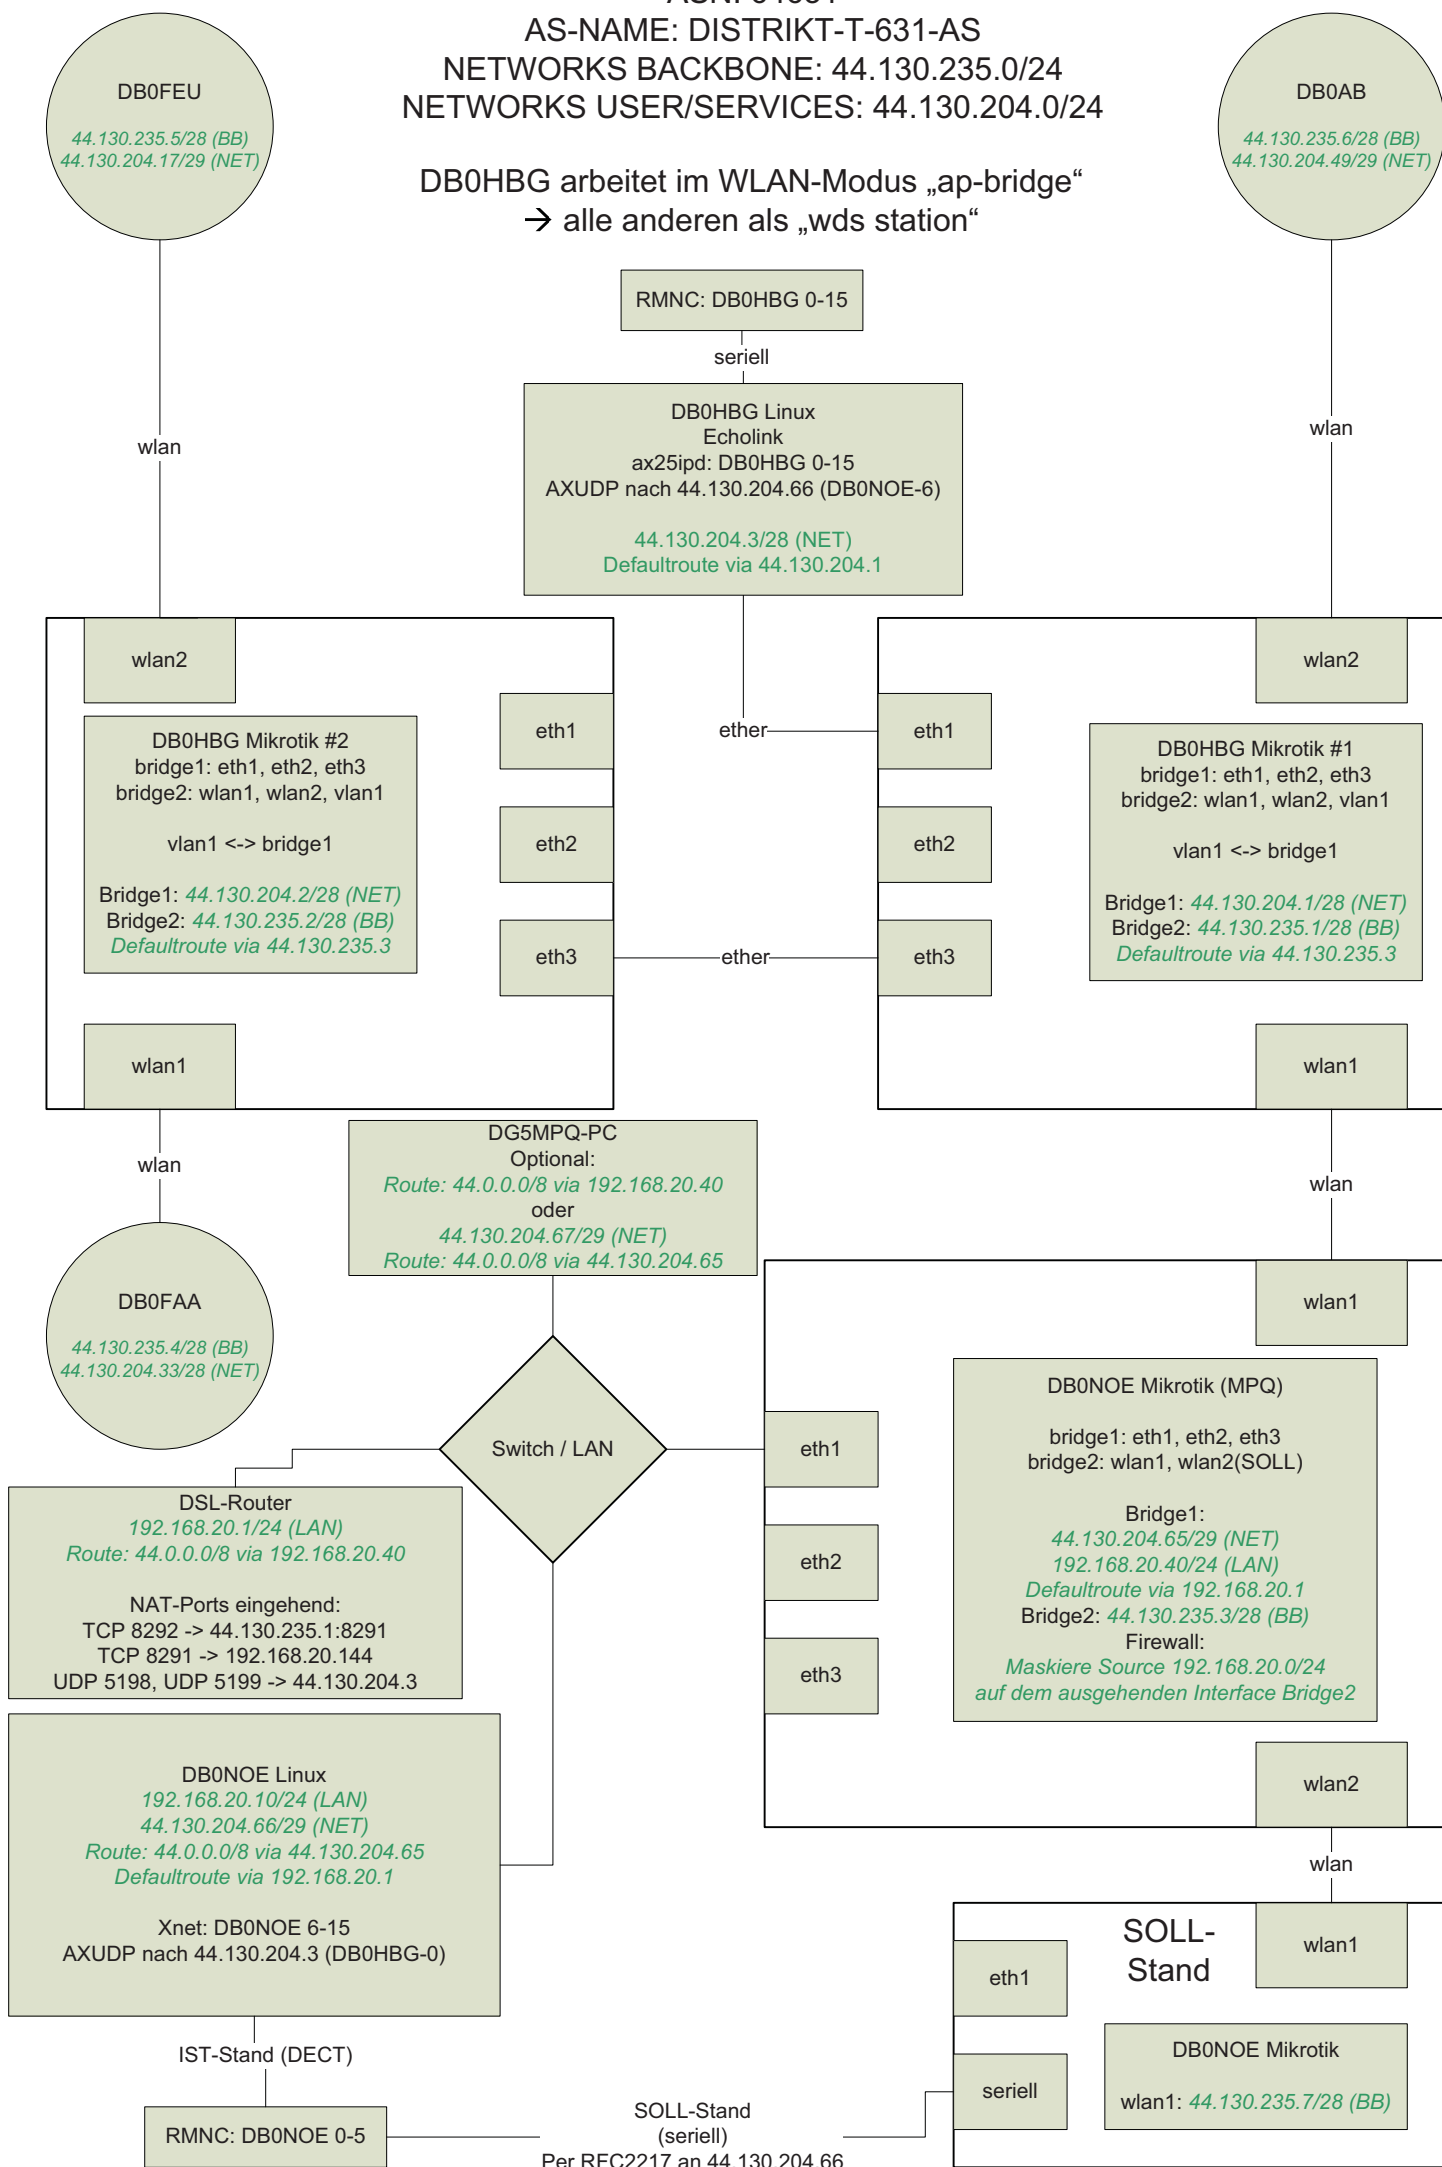 AS-NAME: DISTRIKT-T-631-AS
NETWORKS BACKBONE: 44.130.235.0/24
NETWORKS USER/SERVICES: 44.130.204.0/24
DB0HBG arbeitet im WLAN-Modus „ap-bridge“
→ alle anderen als „wds station“
DB0FEU
44.130.235.5/28 (BB)
44.130.204.17/29 (NET)
DB0AB
44.130.235.6/28 (BB)
44.130.204.49/29 (NET)
RMNC: DB0HBG 0-15
seriell
DB0HBG Linux
Echolink
ax25ipd: DB0HBG 0-15
AXUDP nach 44.130.204.66 (DB0NOE-6)
44.130.204.3/28 (NET)
Defaultroute via 44.130.204.1
wlan
wlan
wlan2
eth1
eth2
eth3
DB0HBG Mikrotik #2
bridge1: eth1, eth2, eth3
bridge2: wlan1, wlan2, vlan1
vlan1 <-> bridge1
Bridge1: 44.130.204.2/28 (NET)
Bridge2: 44.130.235.2/28 (BB)
Defaultroute via 44.130.235.3
wlan1
ether
ether
wlan2
eth1
eth2
eth3
DB0HBG Mikrotik #1
bridge1: eth1, eth2, eth3
bridge2: wlan1, wlan2, vlan1
vlan1 <-> bridge1
Bridge1: 44.130.204.1/28 (NET)
Bridge2: 44.130.235.1/28 (BB)
Defaultroute via 44.130.235.3
wlan1
wlan
wlan
DG5MPQ-PC
Optional:
Route: 44.0.0.0/8 via 192.168.20.40
oder
44.130.204.67/29 (NET)
Route: 44.0.0.0/8 via 44.130.204.65
DB0FAA
44.130.235.4/28 (BB)
44.130.204.33/28 (NET)
Switch / LAN
wlan1
eth1
eth2
eth3
DB0NOE Mikrotik (MPQ)
bridge1: eth1, eth2, eth3
bridge2: wlan1, wlan2(SOLL)
Bridge1:
44.130.204.65/29 (NET)
192.168.20.40/24 (LAN)
Defaultroute via 192.168.20.1
Bridge2: 44.130.235.3/28 (BB)
Firewall:
Maskiere Source 192.168.20.0/24
auf dem ausgehenden Interface Bridge2
wlan2
DSL-Router
192.168.20.1/24 (LAN)
Route: 44.0.0.0/8 via 192.168.20.40
NAT-Ports eingehend:
TCP 8292 -> 44.130.235.1:8291
TCP 8291 -> 192.168.20.144
UDP 5198, UDP 5199 -> 44.130.204.3
DB0NOE Linux
192.168.20.10/24 (LAN)
44.130.204.66/29 (NET)
Route: 44.0.0.0/8 via 44.130.204.65
Defaultroute via 192.168.20.1
Xnet: DB0NOE 6-15
AXUDP nach 44.130.204.3 (DB0HBG-0)
wlan
SOLL-
Stand
wlan1
eth1
seriell
DB0NOE Mikrotik
wlan1: 44.130.235.7/28 (BB)
IST-Stand (DECT)
RMNC: DB0NOE 0-5
SOLL-Stand
(seriell)
Per RFC2217 an 44.130.204.66